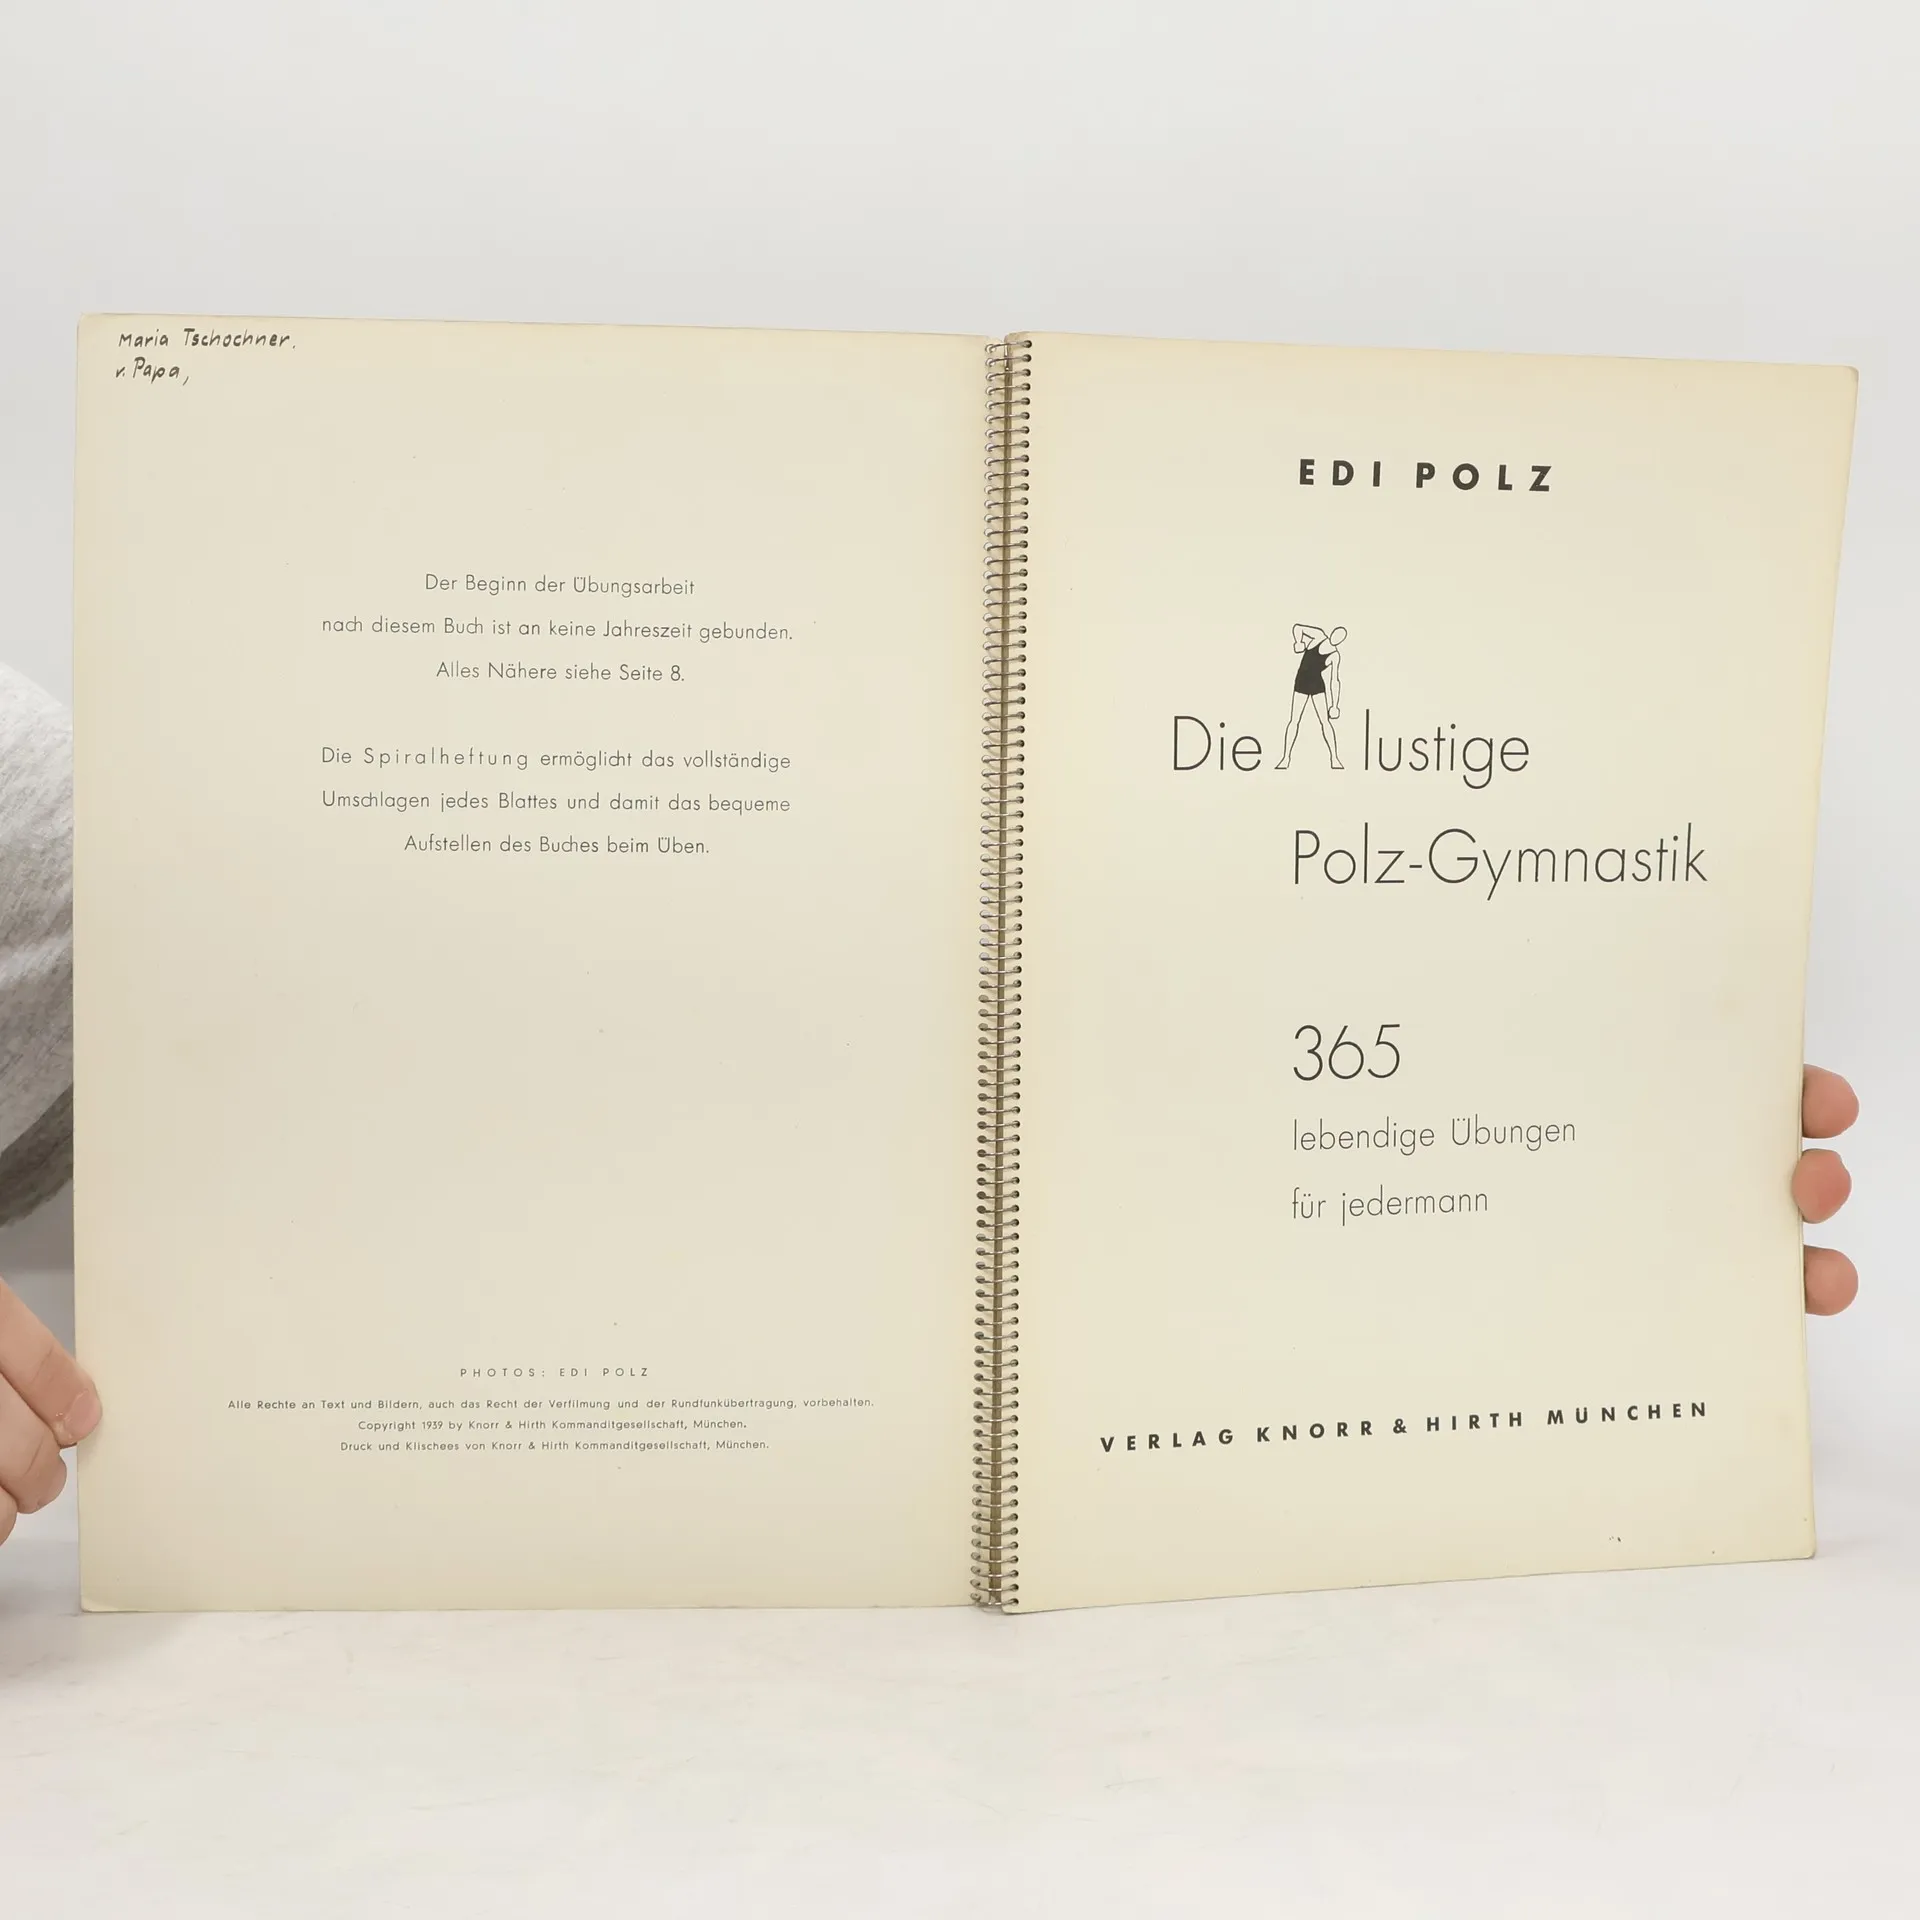 Maria Tschochner.
v. Papa,
Der Beginn der Übungsarbeit
nach diesem Buch ist an keine Jahreszeit gebunden.
Alles Nähere siehe Seite 8.
Die Spiralheftung ermöglicht das vollständige
Umschlagen jedes Blattes und damit das bequeme
Aufstellen des Buches beim Üben.
PHOTOS: EDI POLZ
Alle Rechte an Text und Bildern, auch das Recht der Verfilmung und der Rundfunkübertragung, vorbehalten.
Copyright 1939 by Knorr & Hirth Kommanditgesellschaft, München.
Druck und Klischees von Knorr & Hirth Kommanditgesellschaft, München.
EDI POLZ
Die lustige
Polz-Gymnastik
365
lebendige Übungen
für jedermann
VERLAG KNORR & HIRTH MÜNCHEN